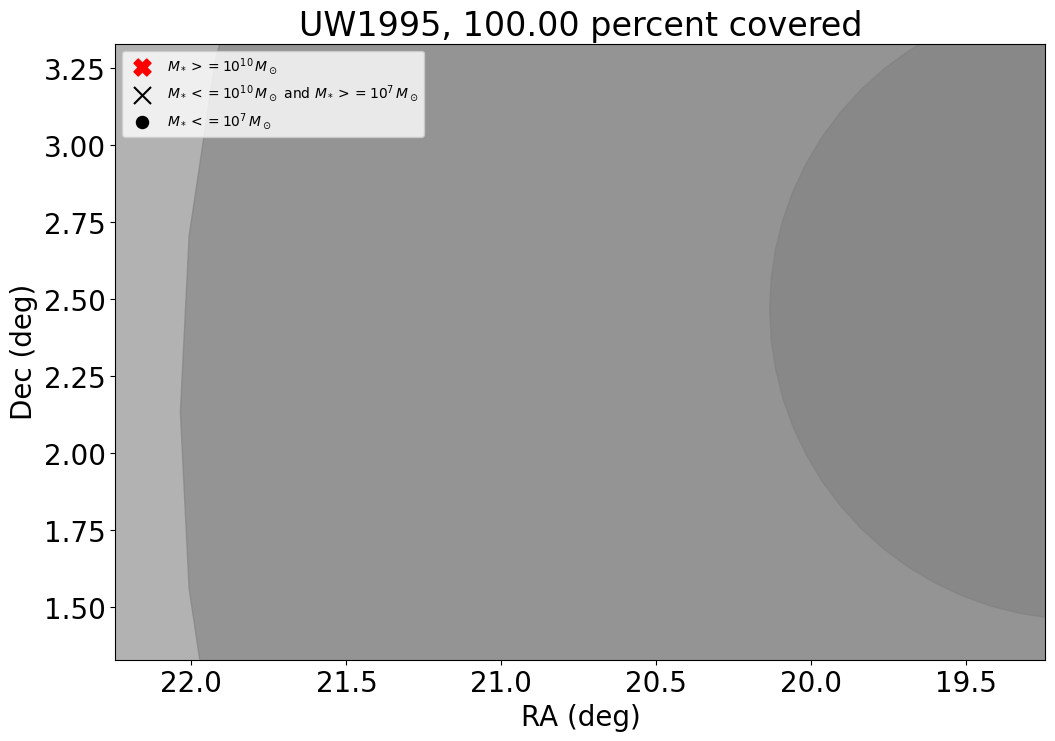 UW1995, 100.00 percent covered
M* >= 10^10 M⊙
M* <= 10^10 M⊙ and M* >= 10^7 M⊙
M* <= 10^7 M⊙
3.25
3.00
2.75
2.50
2.25
2.00
1.75
1.50
Dec (deg)
22.0 21.5 21.0 20.5 20.0 19.5
RA (deg)